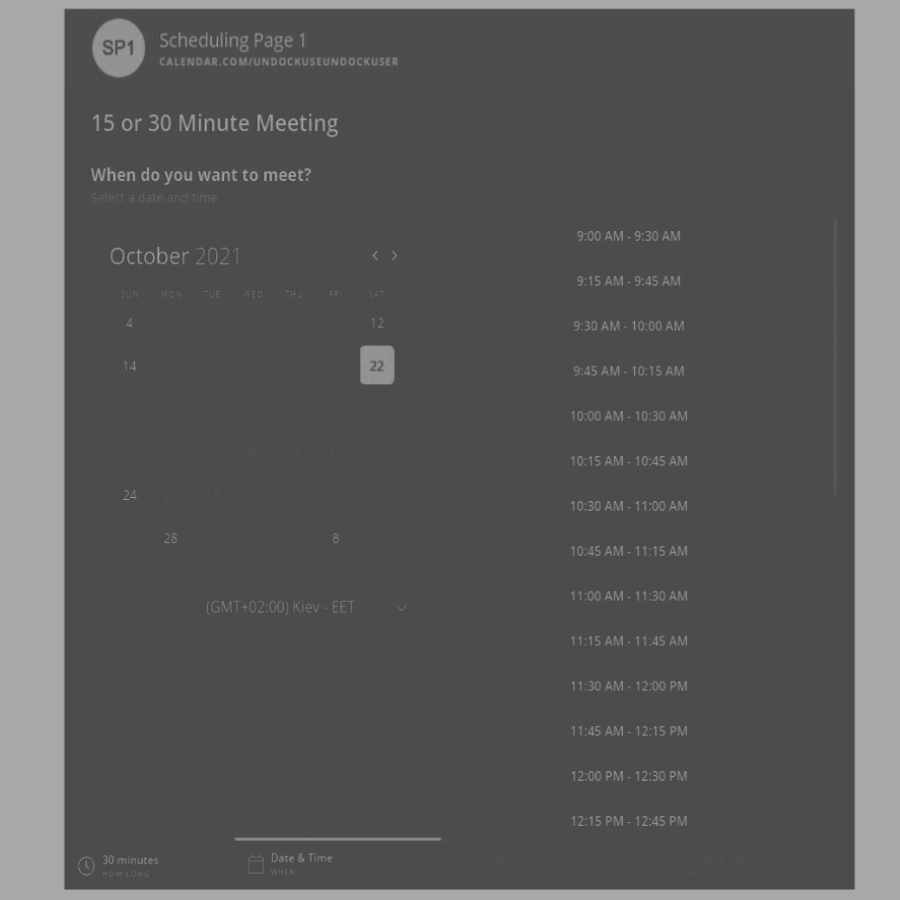 SP1
Scheduling Page 1
CALENDAR.COM/UNDOCKUSEUNDOCKUSER
15 or 30 Minute Meeting
When do you want to meet?
Select a date and time
October 2021
SUN MON TUE WED THU FRI SAT
4 12
14 22
24
28 8
(GMT+02:00) Kiev - EET
9:00 AM - 9:30 AM
9:15 AM - 9:45 AM
9:30 AM - 10:00 AM
9:45 AM - 10:15 AM
10:00 AM - 10:30 AM
10:15 AM - 10:45 AM
10:30 AM - 11:00 AM
10:45 AM - 11:15 AM
11:00 AM - 11:30 AM
11:15 AM - 11:45 AM
11:30 AM - 12:00 PM
11:45 AM - 12:15 PM
12:00 PM - 12:30 PM
12:15 PM - 12:45 PM
30 minutes
HOW LONG
Date & Time
WHEN